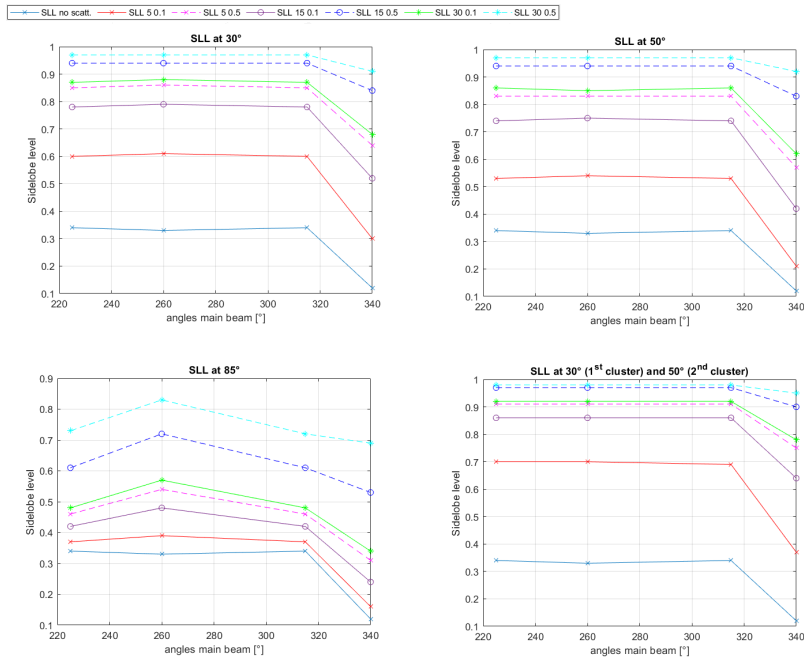 SLL no scatt. SLL 5 0.1 SLL 5 0.5 SLL 15 0.1 SLL 15 0.5 SLL 30 0.1 SLL 30 0.5
SLL at 30°
1
0.9
0.8
0.7
0.6
0.5
0.4
0.3
0.2
0.1
Sidelobe level
220 240 260 280 300 320 340
angles main beam [°]
SLL at 50°
1
0.9
0.8
0.7
0.6
0.5
0.4
0.3
0.2
0.1
Sidelobe level
220 240 260 280 300 320 340
angles main beam [°]
SLL at 85°
0.9
0.8
0.7
0.6
0.5
0.4
0.3
0.2
0.1
Sidelobe level
220 240 260 280 300 320 340
angles main beam [°]
SLL at 30° (1st cluster) and 50° (2nd cluster)
1
0.9
0.8
0.7
0.6
0.5
0.4
0.3
0.2
0.1
Sidelobe level
220 240 260 280 300 320 340
angles main beam [°]